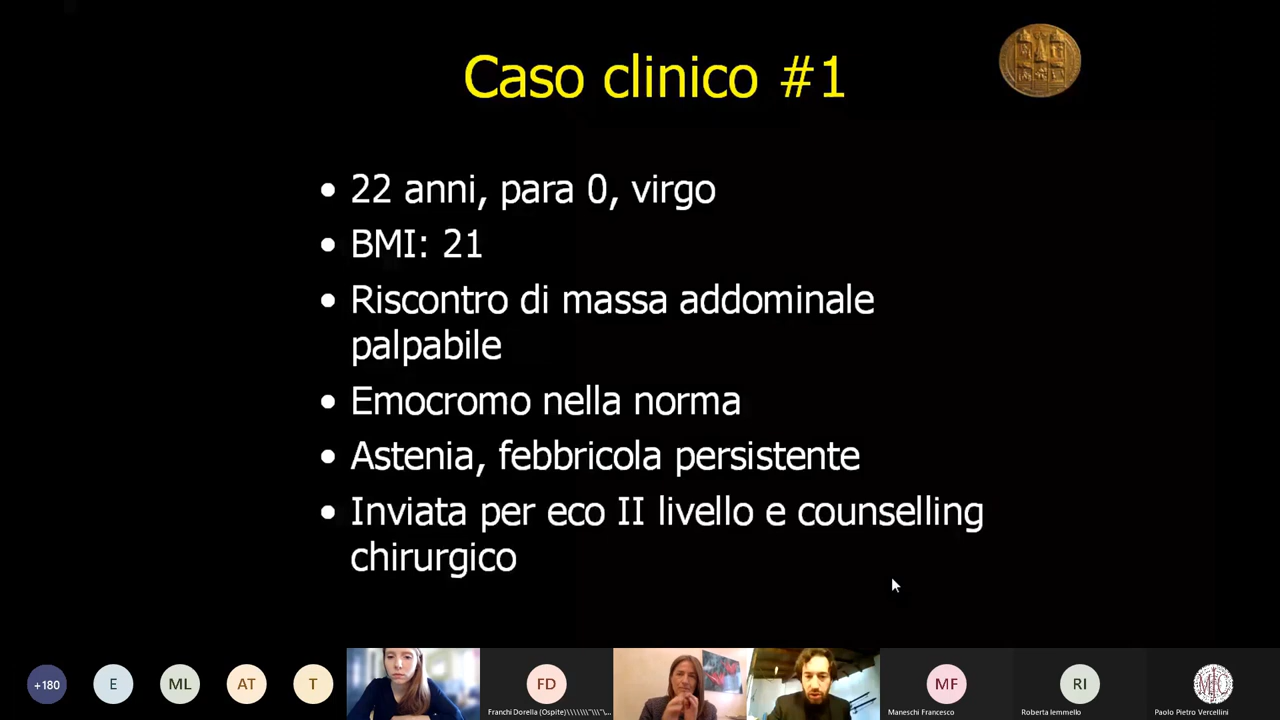 Caso clinico #1
• 22 anni, para 0, virgo
• BMI: 21
• Riscontro di massa addominale
palpabile
• Emocromo nella norma
• Astenia, febbricola persistente
• Inviata per eco II livello e counselling
chirurgico
+180
E
ML
AT
T
FD
MF
RI
Franchi Dorella (Ospite)\\\\\\\"\\\"\...
Maneschi Francesco
Roberta Iemmello
Paolo Pietro Vercellini